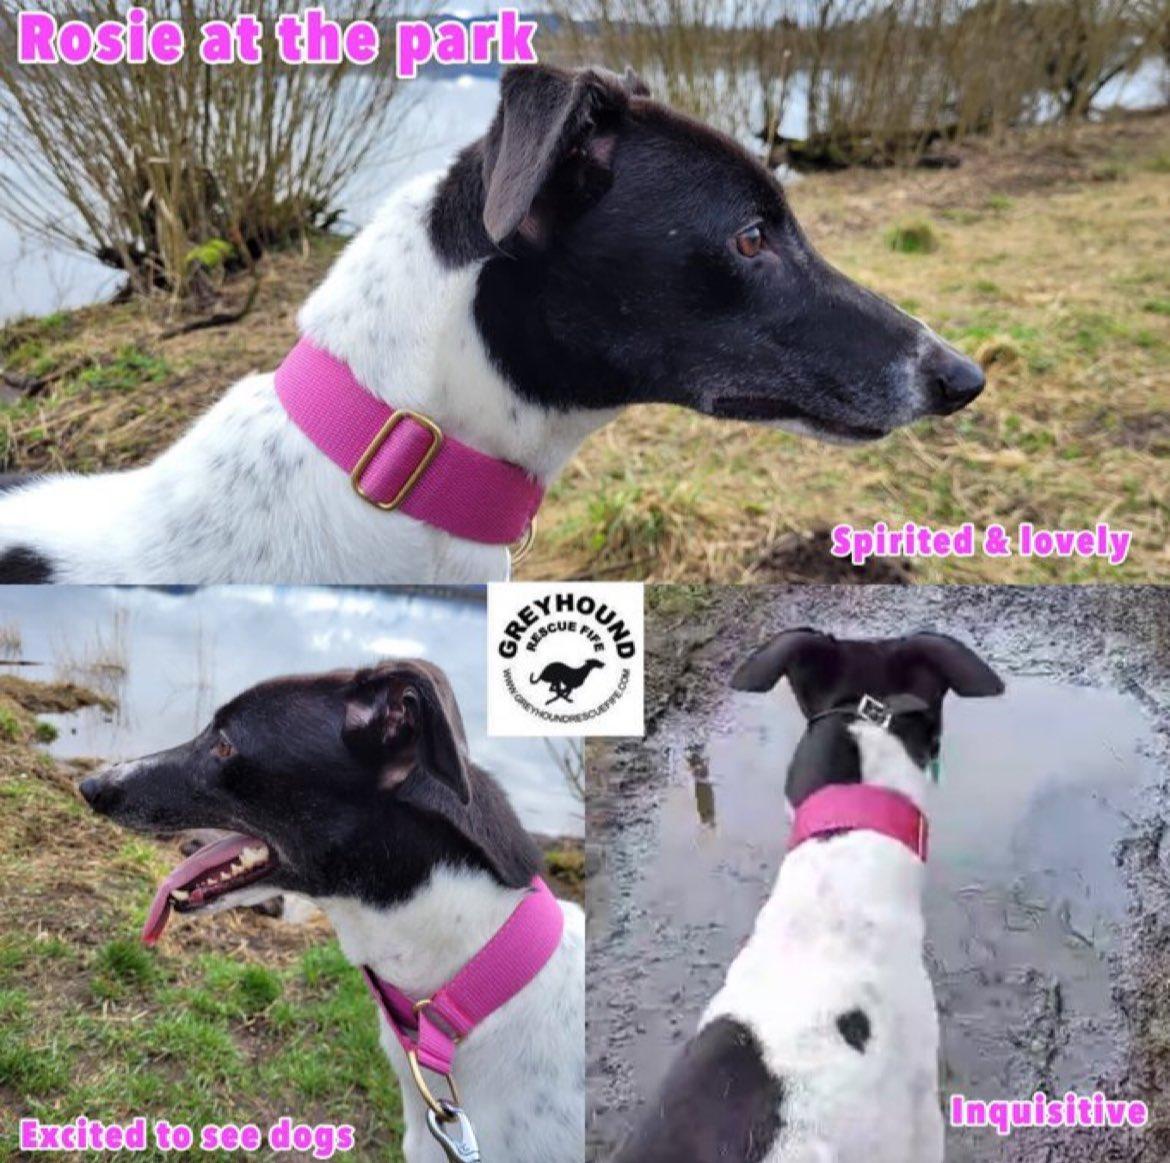 Rosie at the park
Spirited & lovely
GREYHOUND
RESCUE FIFE
WWW.GREYHOUNDRESCUEFIFE.COM
Excited to see dogs
Inquisitive